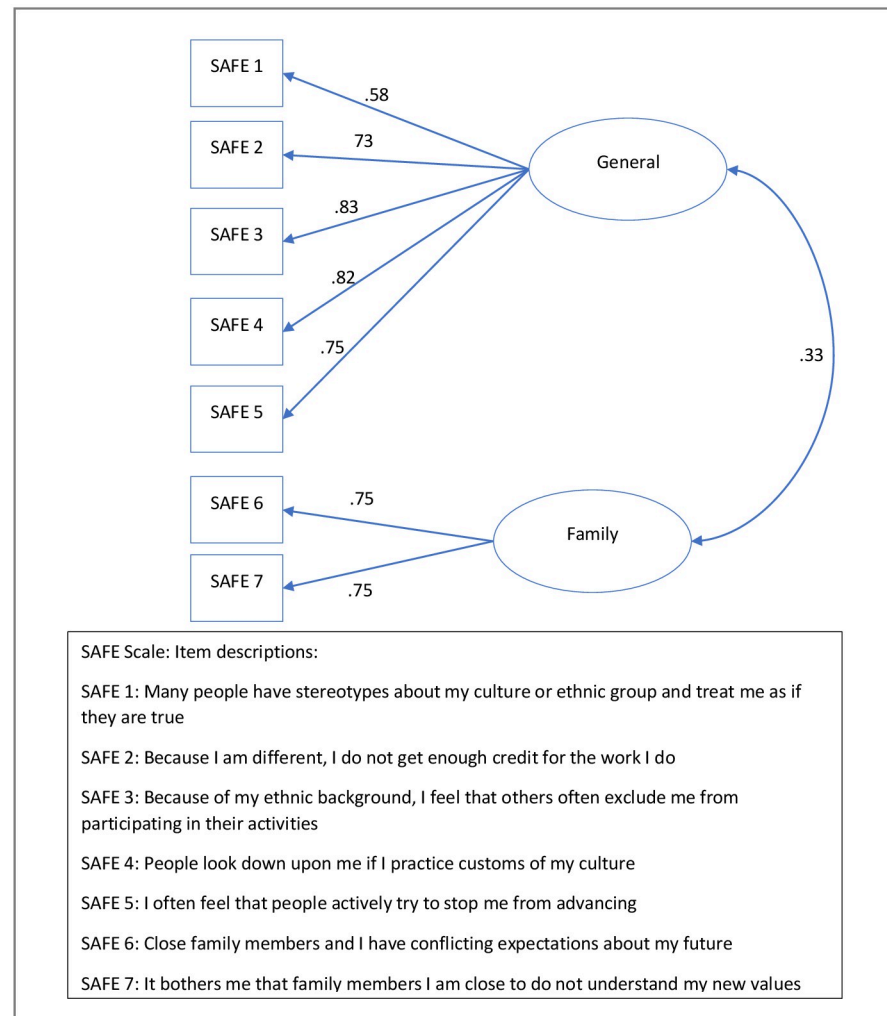 SAFE 1
.58
General
SAFE 2
73
SAFE 3
.83
SAFE 4
.82
.33
SAFE 5
.75
SAFE 6
.75
Family
SAFE 7
.75
SAFE Scale: Item descriptions:
SAFE 1: Many people have stereotypes about my culture or ethnic group and treat me as if
they are true
SAFE 2: Because I am different, I do not get enough credit for the work I do
SAFE 3: Because of my ethnic background, I feel that others often exclude me from
participating in their activities
SAFE 4: People look down upon me if I practice customs of my culture
SAFE 5: I often feel that people actively try to stop me from advancing
SAFE 6: Close family members and I have conflicting expectations about my future
SAFE 7: It bothers me that family members I am close to do not understand my new values